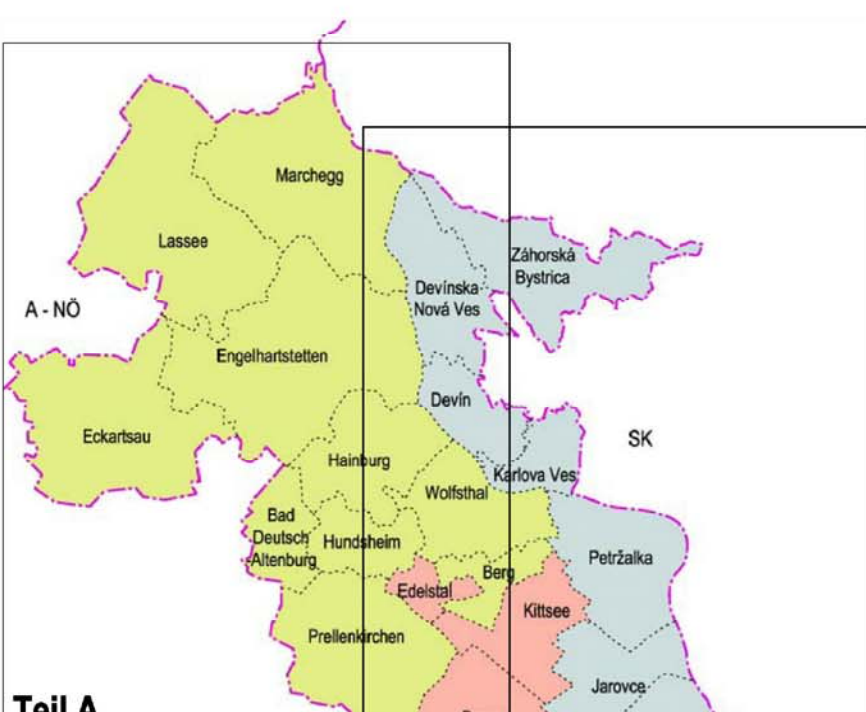 Marchegg
Lassee
Záhorská
Bystrica
Devínska
Nová Ves
A - NÖ
Engelhartstetten
Devín
Eckartsau
SK
Hainburg
Karlova Ves
Wolfsthal
Bad
Deutsch
-Altenburg
Hundsheim
Petržalka
Berg
Edelstal
Kittsee
Prellenkirchen
Jarovce
Teil A